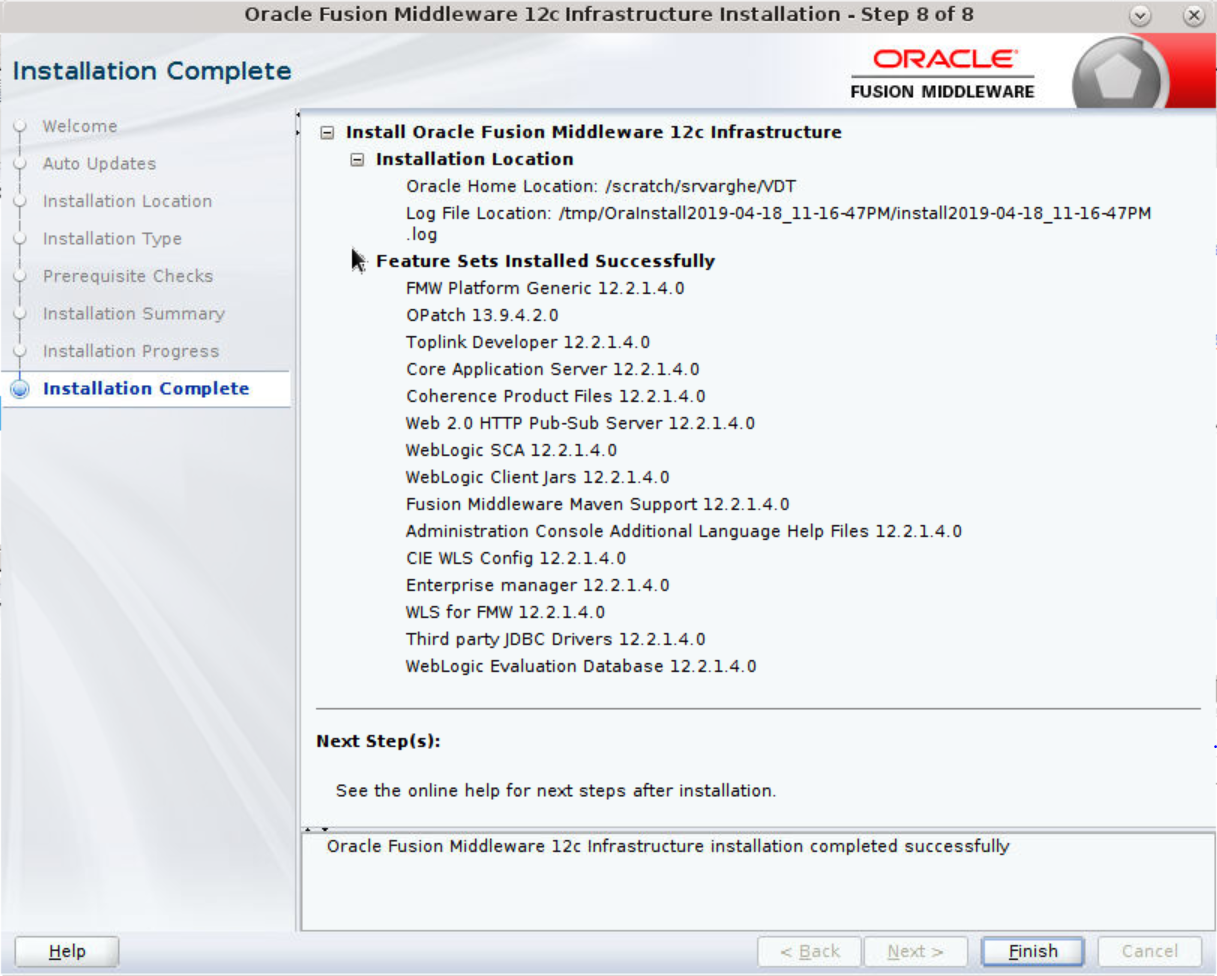 Oracle Fusion Middleware 12c Infrastructure Installation - Step 8 of 8
Installation Complete
ORACLE
FUSION MIDDLEWARE
Welcome
Auto Updates
Installation Location
Installation Type
Prerequisite Checks
Installation Summary
Installation Progress
Installation Complete
Install Oracle Fusion Middleware 12c Infrastructure
Installation Location
Oracle Home Location: /scratch/srvarghe/VDT
Log File Location: /tmp/OraInstall2019-04-18_11-16-47PM/install2019-04-18_11-16-47PM
.log
Feature Sets Installed Successfully
FMW Platform Generic 12.2.1.4.0
OPatch 13.9.4.2.0
Toplink Developer 12.2.1.4.0
Core Application Server 12.2.1.4.0
Coherence Product Files 12.2.1.4.0
Web 2.0 HTTP Pub-Sub Server 12.2.1.4.0
WebLogic SCA 12.2.1.4.0
WebLogic Client Jars 12.2.1.4.0
Fusion Middleware Maven Support 12.2.1.4.0
Administration Console Additional Language Help Files 12.2.1.4.0
CIE WLS Config 12.2.1.4.0
Enterprise manager 12.2.1.4.0
WLS for FMW 12.2.1.4.0
Third party JDBC Drivers 12.2.1.4.0
WebLogic Evaluation Database 12.2.1.4.0
Next Step(s):
See the online help for next steps after installation.
Oracle Fusion Middleware 12c Infrastructure installation completed successfully
Help
< Back
Next >
Finish
Cancel